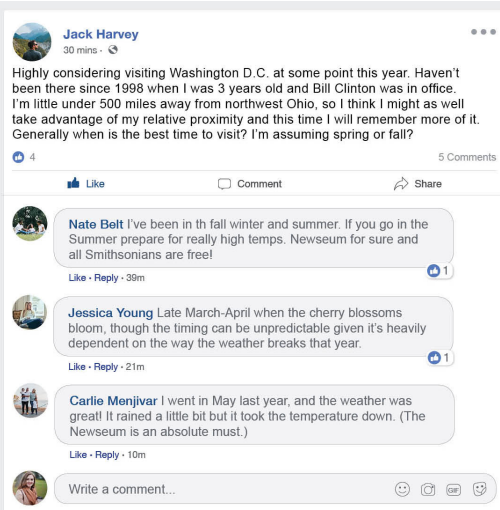 Jack Harvey
30 mins ·
Highly considering visiting Washington D.C. at some point this year. Haven't
been there since 1998 when I was 3 years old and Bill Clinton was in office.
I'm little under 500 miles away from northwest Ohio, so I think I might as well
take advantage of my relative proximity and this time I will remember more of it.
Generally when is the best time to visit? I'm assuming spring or fall?
4
5 Comments
Like Comment Share
Nate Belt I've been in th fall winter and summer. If you go in the
Summer prepare for really high temps. Newseum for sure and
all Smithsonians are free!
1
Like · Reply · 39m
Jessica Young Late March-April when the cherry blossoms
bloom, though the timing can be unpredictable given it's heavily
dependent on the way the weather breaks that year.
1
Like · Reply · 21m
Carlie Menjivar I went in May last year, and the weather was
great! It rained a little bit but it took the temperature down. (The
Newseum is an absolute must.)
Like · Reply · 10m
Write a comment...
GIF